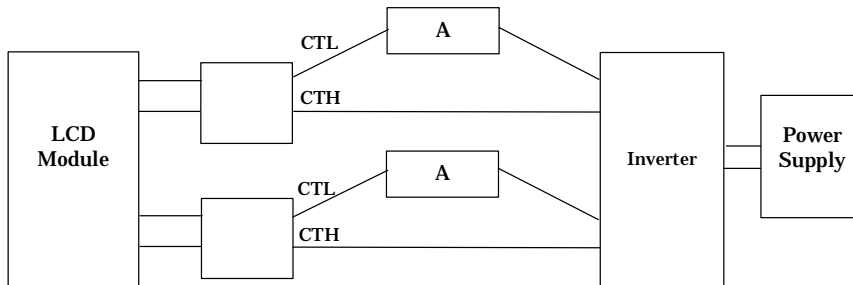 CTL
A
CTH
LCD
Module
Inverter
Power
Supply
CTL
A
CTH